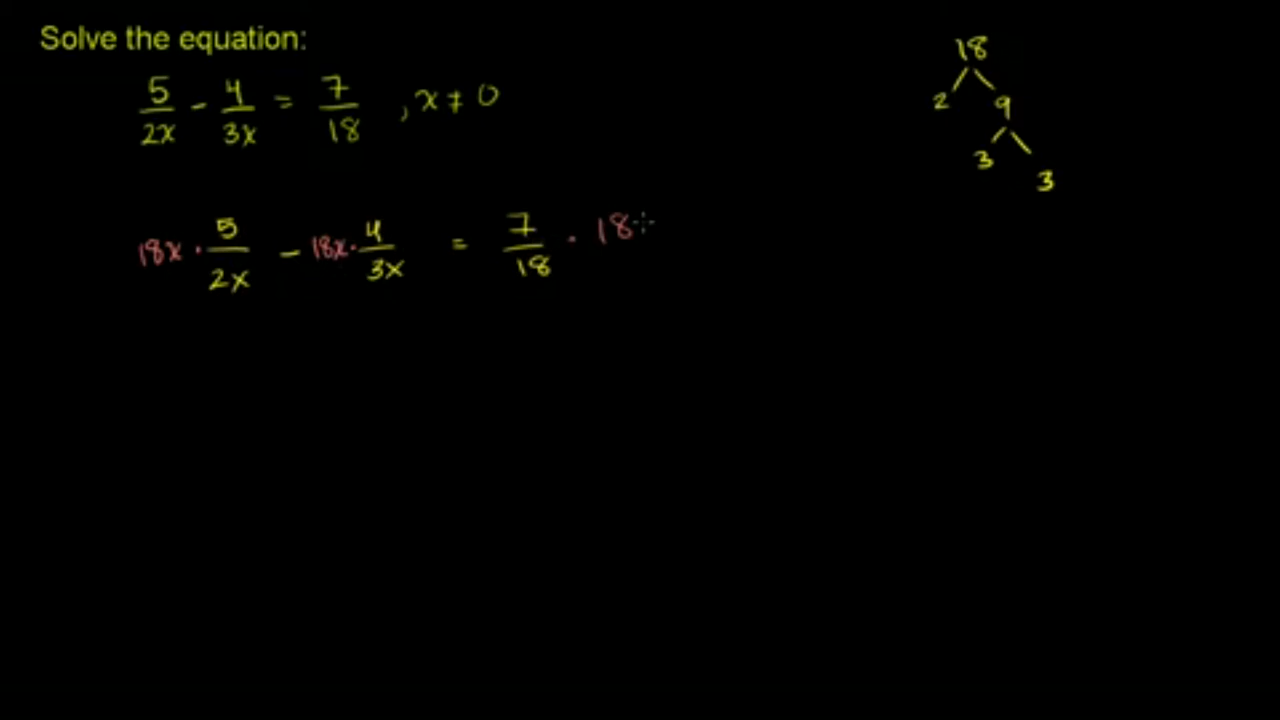 Solve the equation:
5/2x - 4/3x = 7/18 , x ≠ 0
18x · 5/2x - 18x · 4/3x = 7/18 · 18
18
2 9
3 3